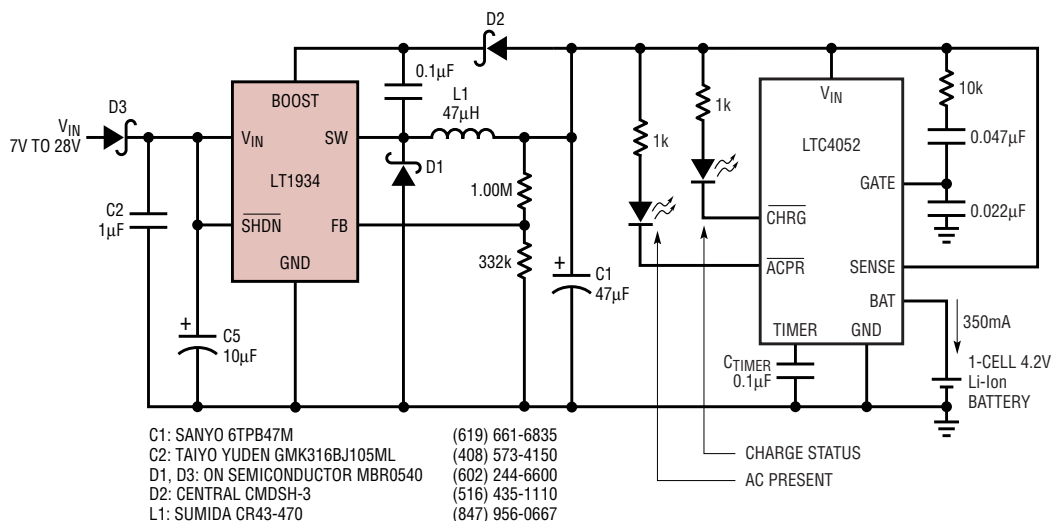 D2
0.1µF
L1
47µH
D3
BOOST
V_IN
7V TO 28V
V_IN
SW
LT1934
D1
1.00M
C2
1µF
SHDN
FB
GND
332k
C5
10µF
+
+
C1
47µF
1k
1k
V_IN
LTC4052
10k
0.047µF
GATE
0.022µF
CHRG
ACPR
SENSE
BAT
350mA
TIMER
GND
C_TIMER
0.1µF
1-CELL 4.2V
Li-Ion
BATTERY
C1: SANYO 6TPB47M (619) 661-6835
C2: TAIYO YUDEN GMK316BJ105ML (408) 573-4150
D1, D3: ON SEMICONDUCTOR MBR0540 (602) 244-6600
D2: CENTRAL CMDSH-3 (516) 435-1110
L1: SUMIDA CR43-470 (847) 956-0667
CHARGE STATUS
AC PRESENT